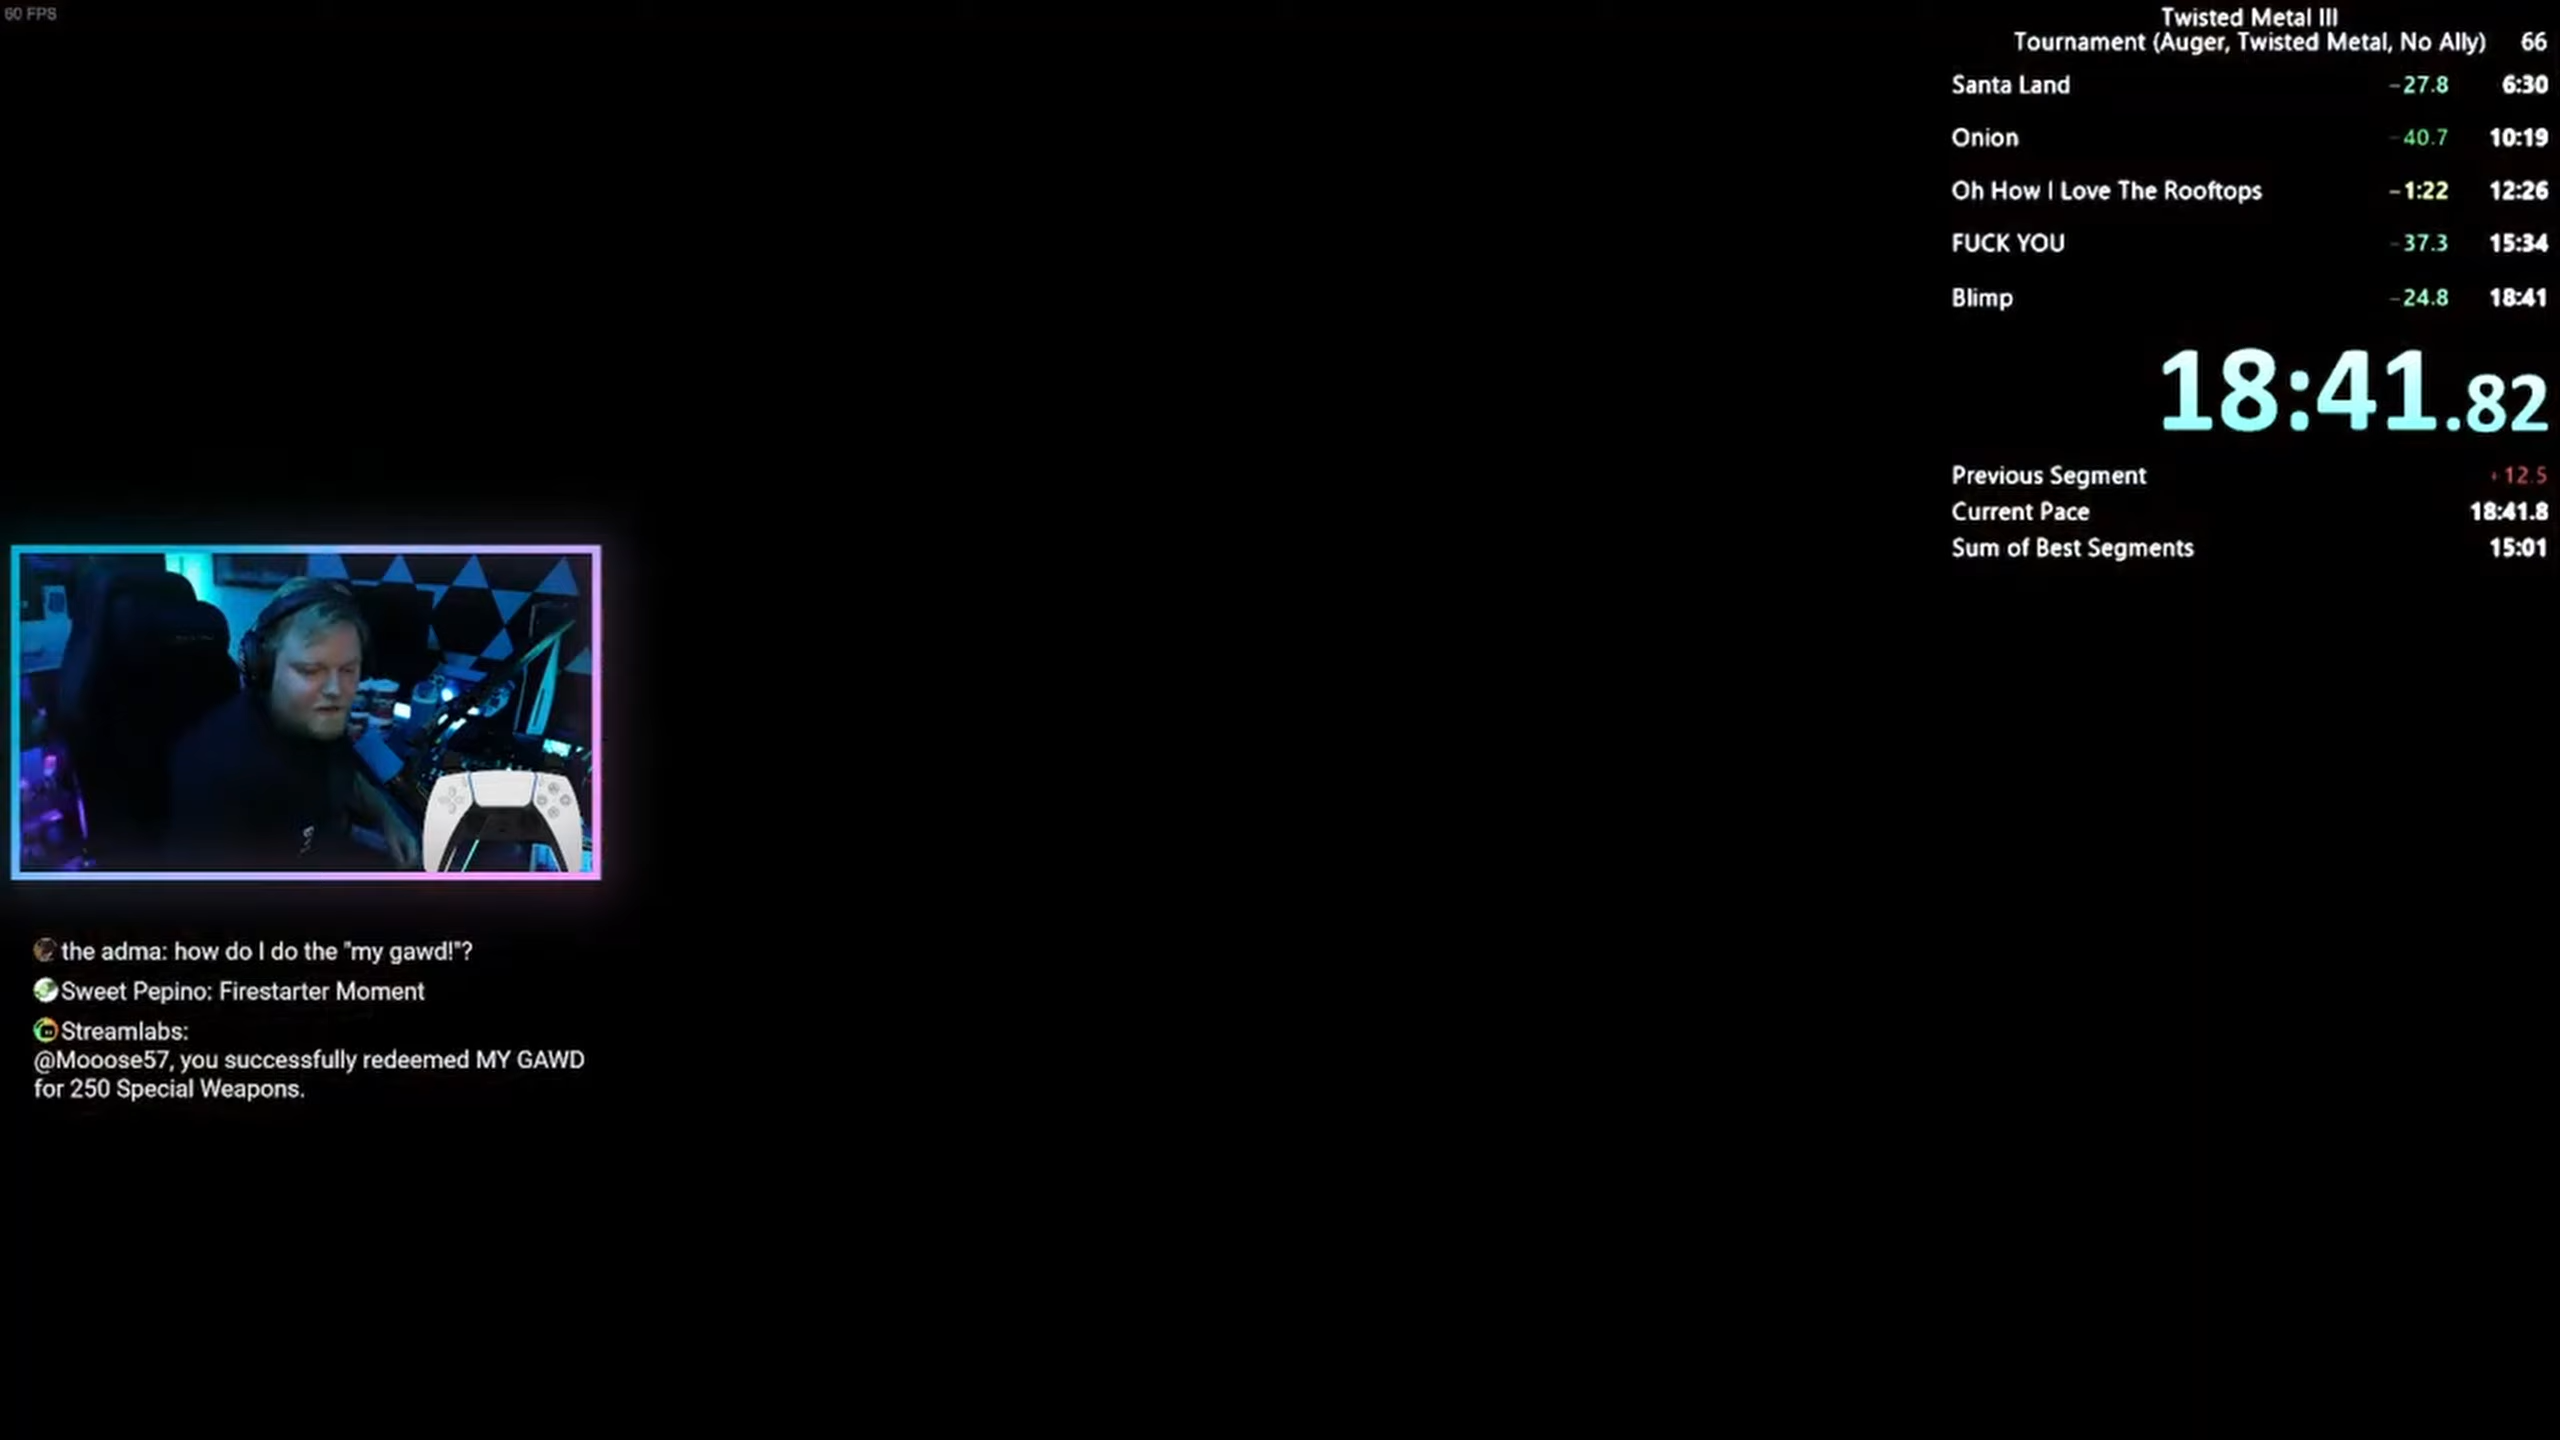 60 FPS
Twisted Metal III
Tournament (Auger, Twisted Metal, No Ally) 66
Santa Land -27.8 6:30
Onion -40.7 10:19
Oh How I Love The Rooftops -1:22 12:26
FUCK YOU -37.3 15:34
Blimp -24.8 18:41
18:41.82
Previous Segment +12.5
Current Pace 18:41.8
Sum of Best Segments 15:01
the adma: how do I do the "my gawd!"?
Sweet Pepino: Firestarter Moment
Streamlabs:
@Mooose57, you successfully redeemed MY GAWD
for 250 Special Weapons.